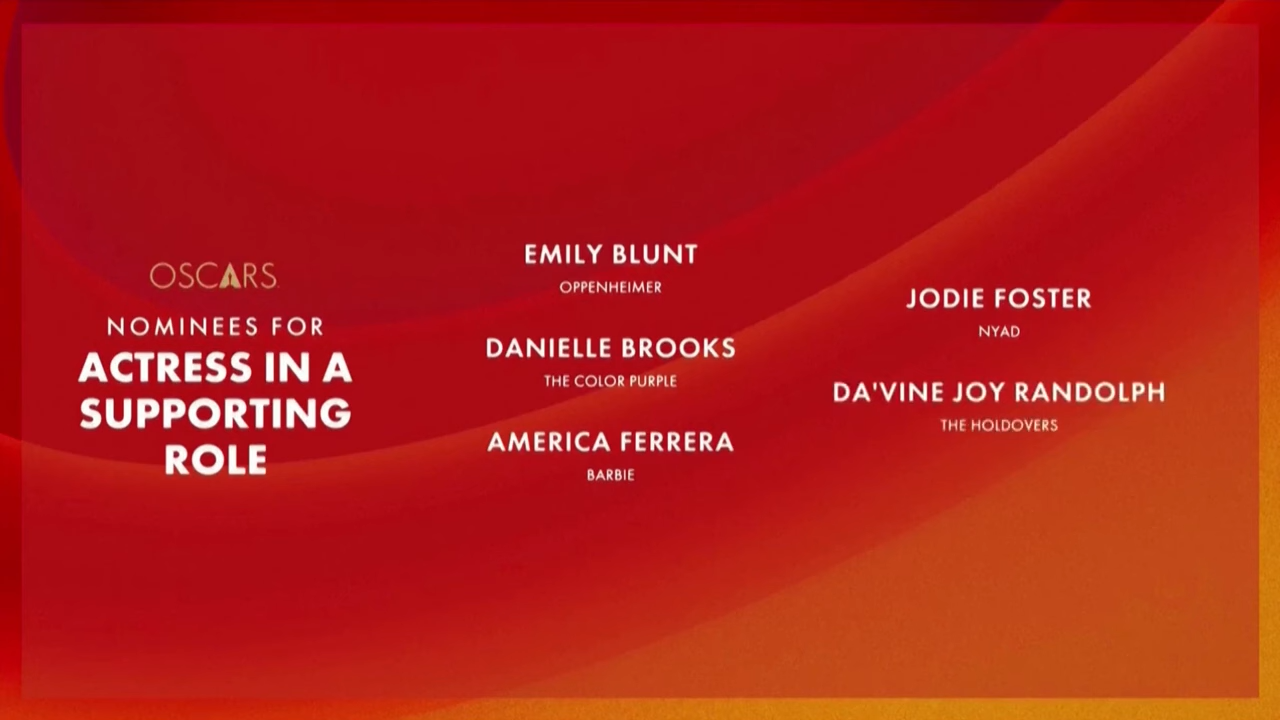 OSCARS
NOMINEES FOR
ACTRESS IN A
SUPPORTING
ROLE
EMILY BLUNT
OPPENHEIMER
DANIELLE BROOKS
THE COLOR PURPLE
AMERICA FERRERA
BARBIE
JODIE FOSTER
NYAD
DA'VINE JOY RANDOLPH
THE HOLDOVERS